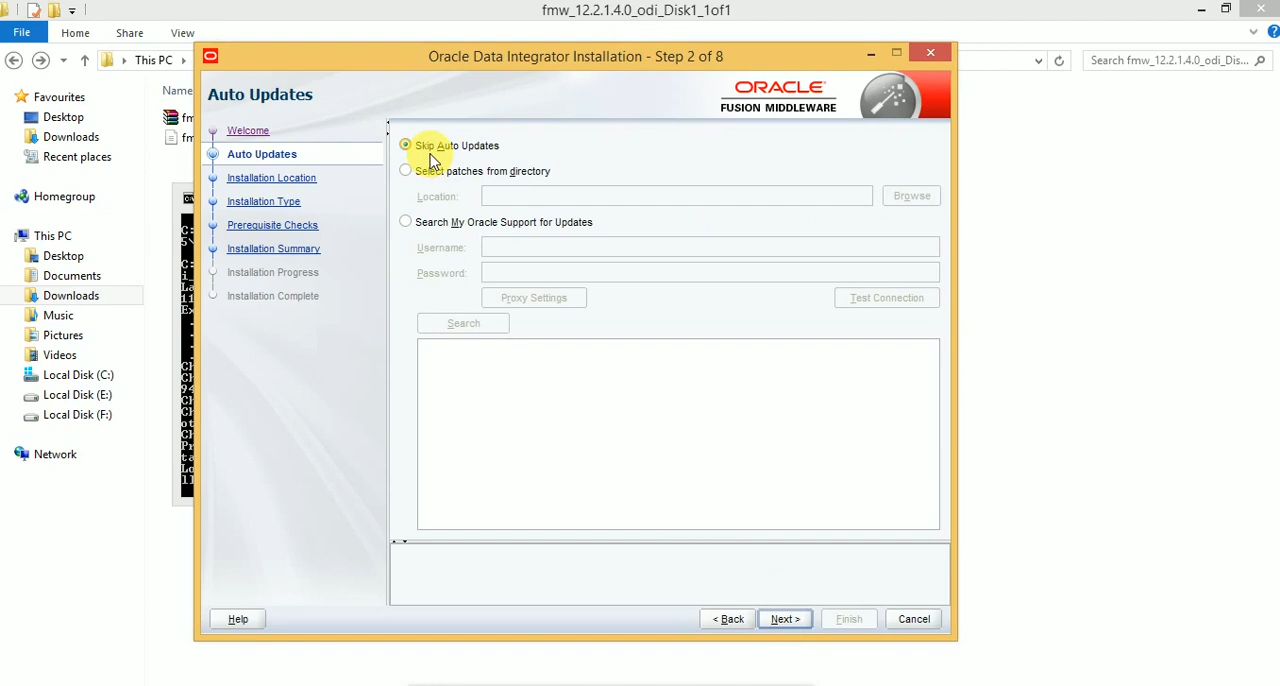 fmw_12.2.1.4.0_odi_Disk1_1of1
File Home Share View
This PC
Search fmw_12.2.1.4.0_odi_Dis...
Favourites
Desktop
Downloads
Recent places
Homegroup
This PC
Desktop
Documents
Downloads
Music
Pictures
Videos
Local Disk (C:)
Local Disk (E:)
Local Disk (F:)
Network
Name
fm
fm
Oracle Data Integrator Installation - Step 2 of 8
Auto Updates
ORACLE
FUSION MIDDLEWARE
Welcome
Auto Updates
Installation Location
Installation Type
Prerequisite Checks
Installation Summary
Installation Progress
Installation Complete
Skip Auto Updates
Select patches from directory
Location: Browse
Search My Oracle Support for Updates
Username:
Password:
Proxy Settings Test Connection
Search
Help < Back Next > Finish Cancel